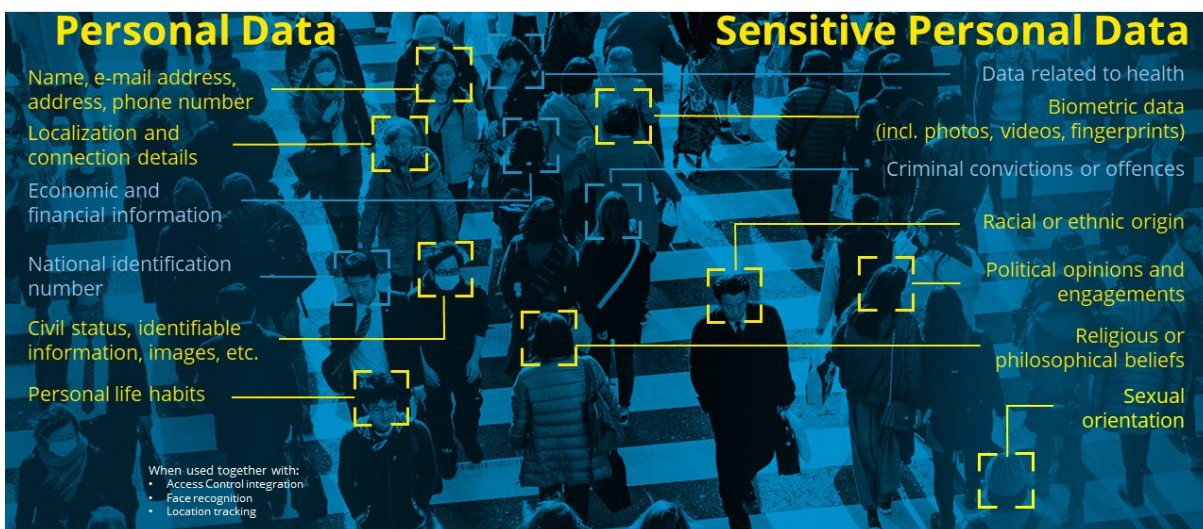 Personal Data
Name, e-mail address,
address, phone number
Localization and
connection details
Economic and
financial information
National identification
number
Civil status, identifiable
information, images, etc.
Personal life habits
When used together with:
• Access Control integration
• Face recognition
• Location tracking
Sensitive Personal Data
Data related to health
Biometric data
(incl. photos, videos, fingerprints)
Criminal convictions or offences
Racial or ethnic origin
Political opinions and
engagements
Religious or
philosophical beliefs
Sexual
orientation